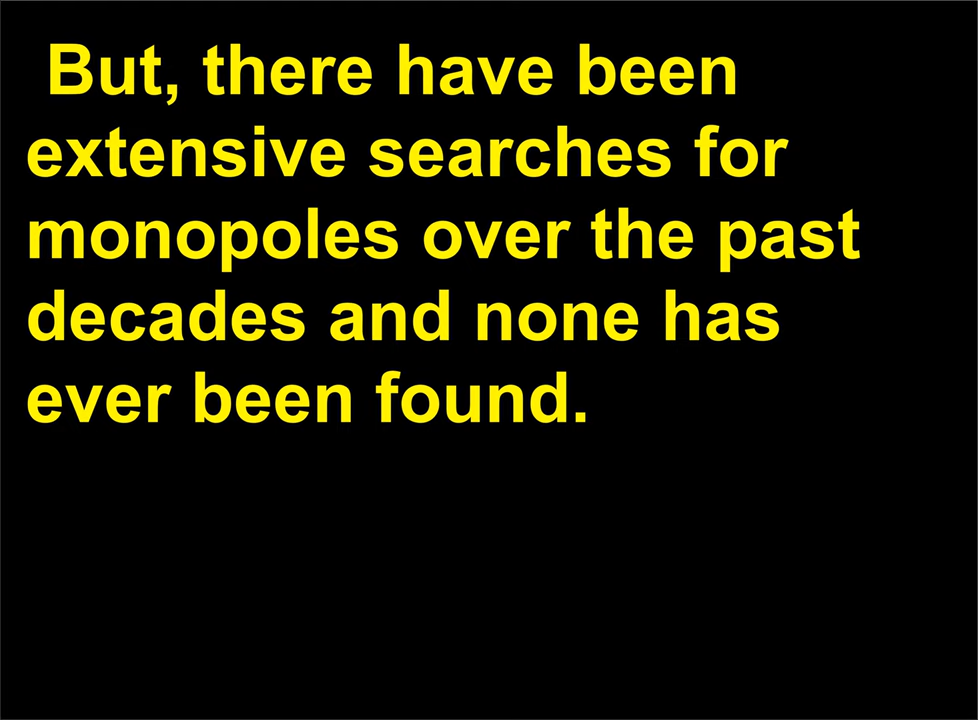 But, there have been
extensive searches for
monopoles over the past
decades and none has
ever been found.